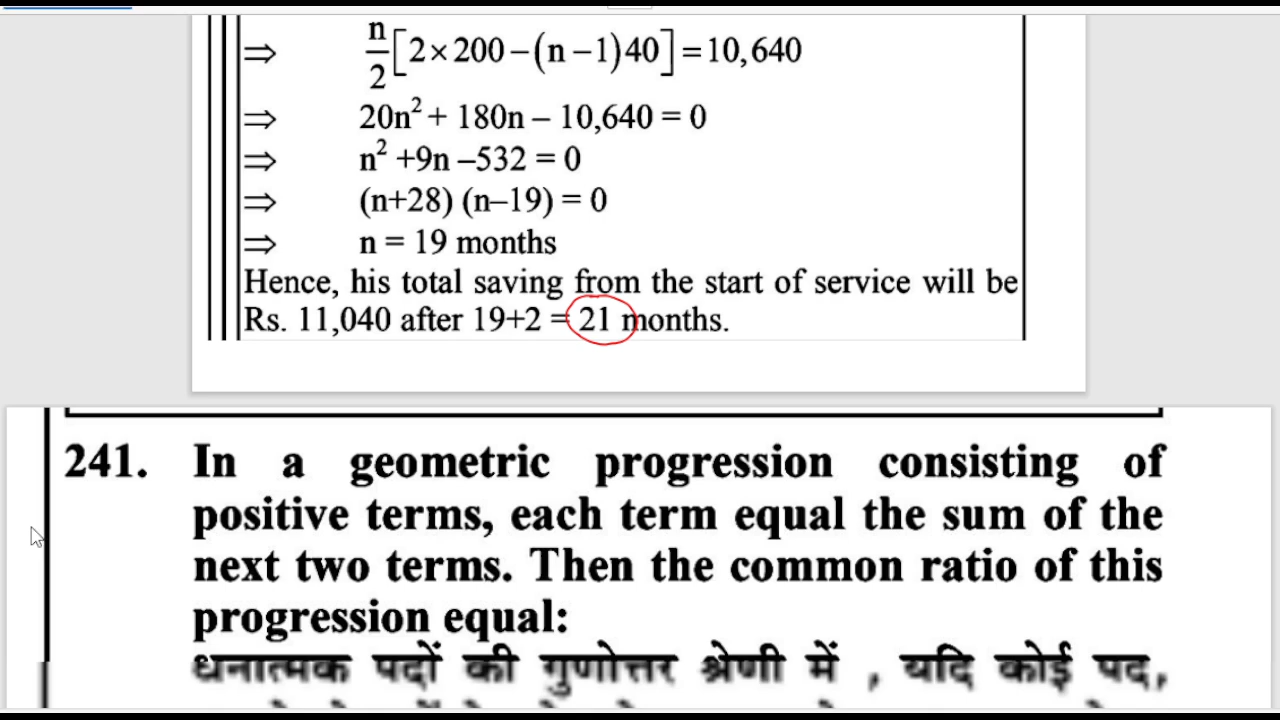 ⇒ n/2[2×200–(n–1)40]=10,640
⇒ 20n² + 180n – 10,640 = 0
⇒ n² +9n –532 = 0
⇒ (n+28) (n–19) = 0
⇒ n = 19 months
Hence, his total saving from the start of service will be
Rs. 11,040 after 19+2 = 21 months.
241. In a geometric progression consisting of
positive terms, each term equal the sum of the
next two terms. Then the common ratio of this
progression equal:
धनात्मक पदों की गुणोत्तर श्रेणी में , यदि कोई पद,